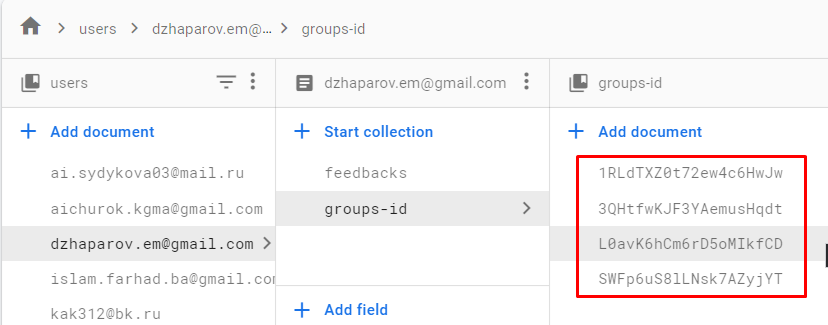 users dzhaparov.em@g… groups-id
users dzhaparov.em@gmail.com groups-id
Add document Start collection Add document
ai.sydykova03@mail.ru feedbacks 1RLdTXZ0t72ew4c6HwJw
aichurok.kgma@gmail.com groups-id 3QHtfwKJF3YAemusHqdt
dzhaparov.em@gmail.com L0avK6hCm6rD5oMIkfCD
islam.farhad.ba@gmail.co SWFp6uS8lLNsk7AZyjYT
kak312@bk.ru Add field